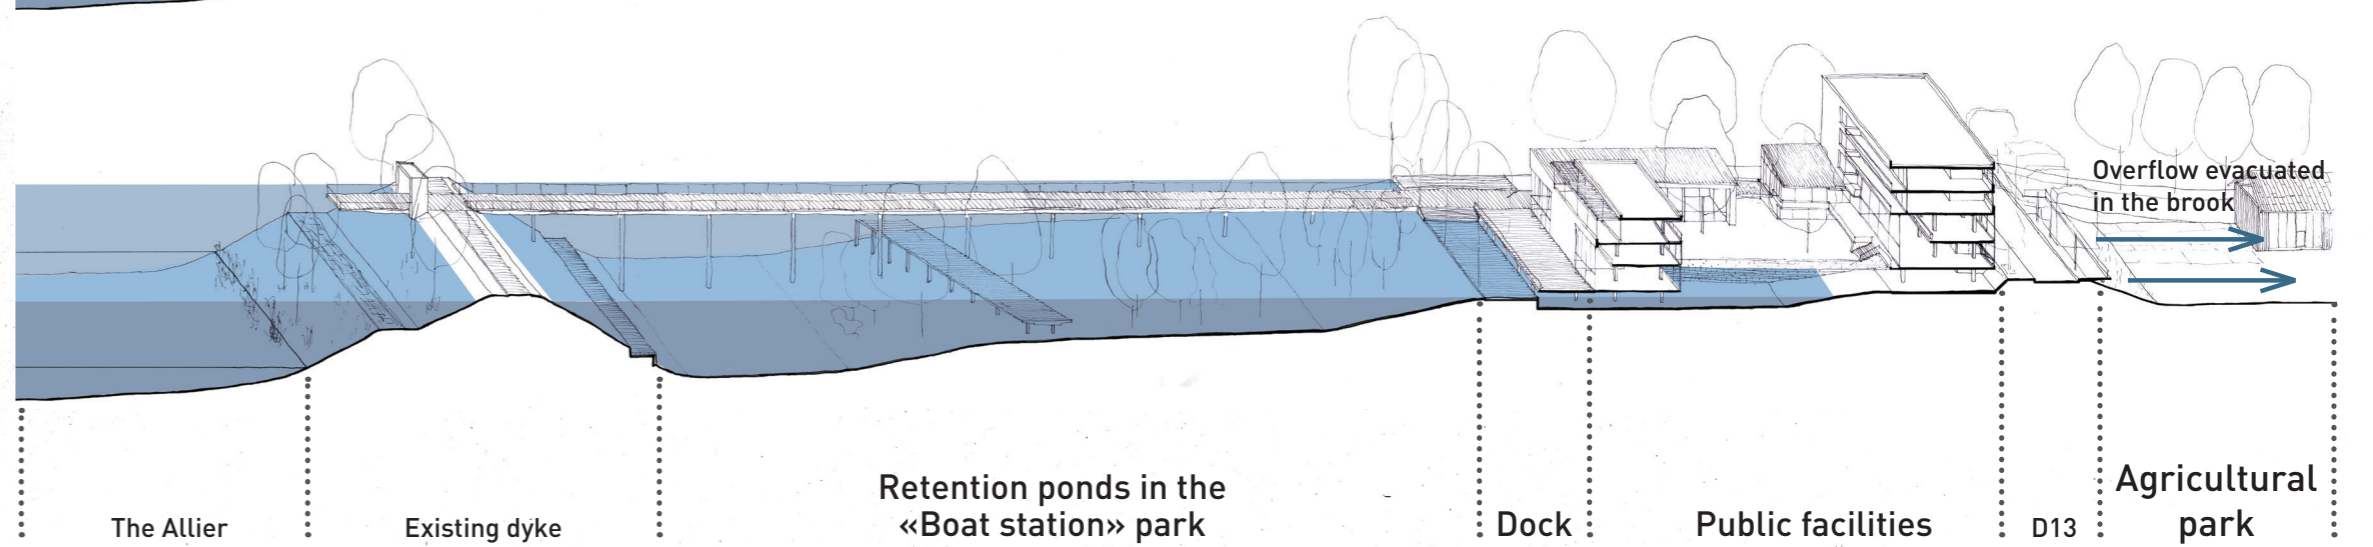 Overflow evacuated
in the brook
The Allier
Existing dyke
Retention ponds in the
«Boat station» park
Dock
Public facilities
D13
Agricultural
park